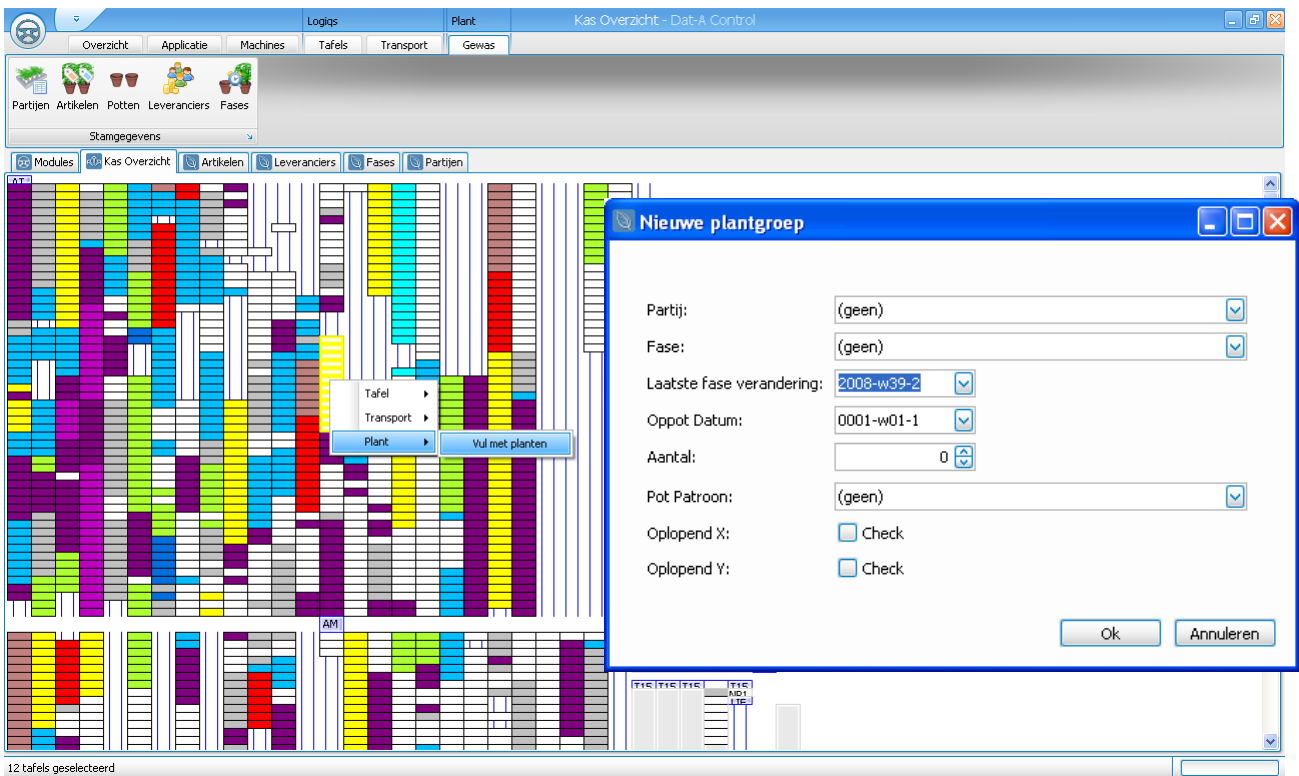 Logiqs Plant Kas Overzicht - Dat-A Control
Overzicht Applicatie Machines Tafels Transport Gewas
Partijen Artikelen Potten Leveranciers Fases
Stamgegevens
Modules Kas Overzicht Artikelen Leveranciers Fases Partijen
Nieuwe plantgroep
Partij: (geen)
Fase: (geen)
Laatste fase verandering: 2008-w39-2
Oppot Datum: 0001-w01-1
Aantal: 0
Pot Patroon: (geen)
Oplopend X: Check
Oplopend Y: Check
Ok Annuleren
Tafel
Transport
Plant Vul met planten
AM
T15 T15 T15 T15
12 tafels geselecteerd